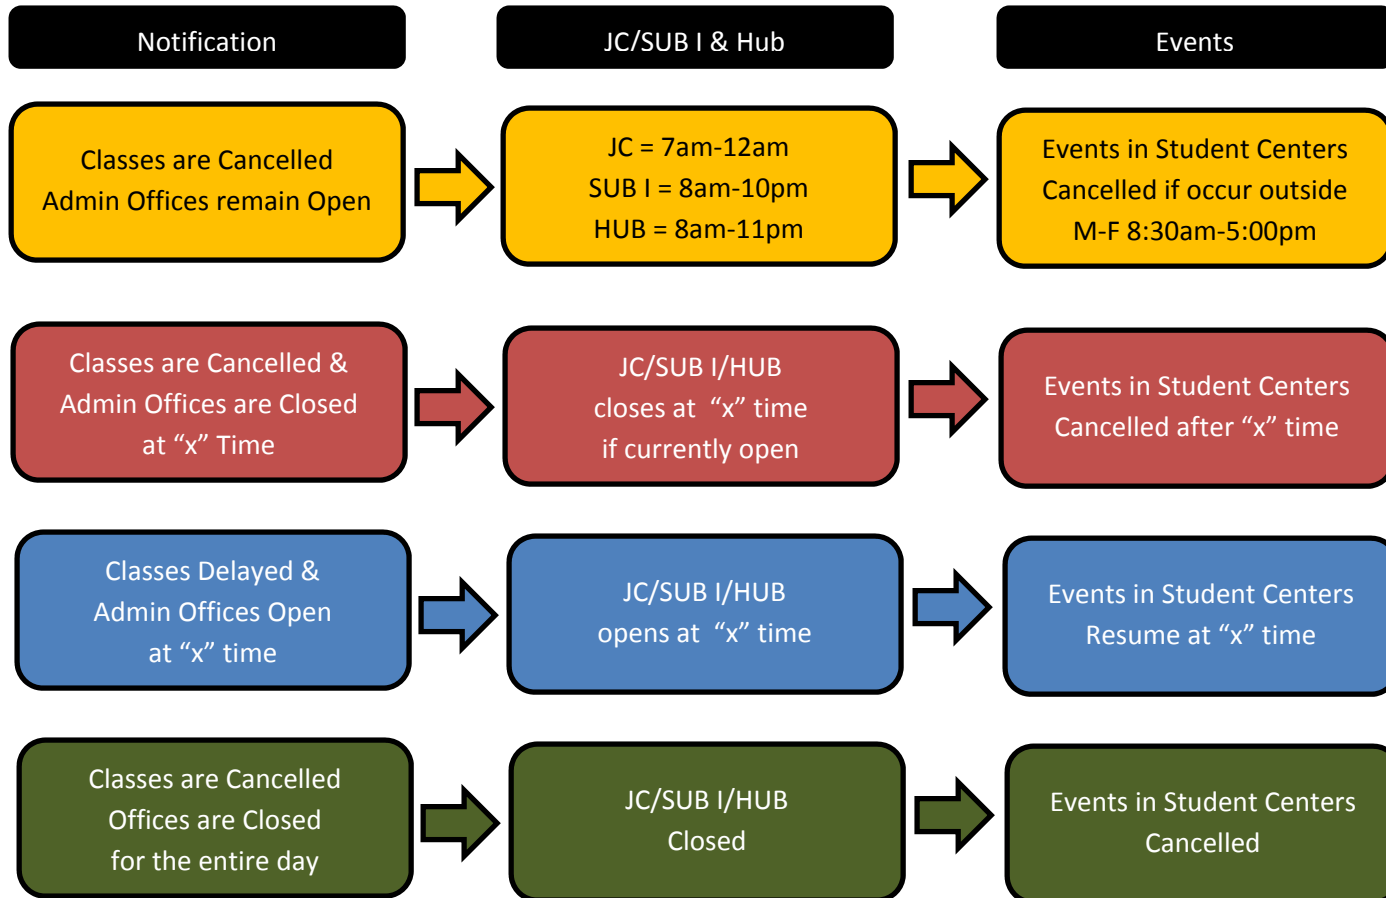 Notification
JC/SUB I & Hub
Events
Classes are Cancelled
Admin Offices remain Open
JC = 7am-12am
SUB I = 8am-10pm
HUB = 8am-11pm
Events in Student Centers
Cancelled if occur outside
M-F 8:30am-5:00pm
Classes are Cancelled &
Admin Offices are Closed
at “x” Time
JC/SUB I/HUB
closes at “x” time
if currently open
Events in Student Centers
Cancelled after “x” time
Classes Delayed &
Admin Offices Open
at “x” time
JC/SUB I/HUB
opens at “x” time
Events in Student Centers
Resume at “x” time
Classes are Cancelled
Offices are Closed
for the entire day
JC/SUB I/HUB
Closed
Events in Student Centers
Cancelled